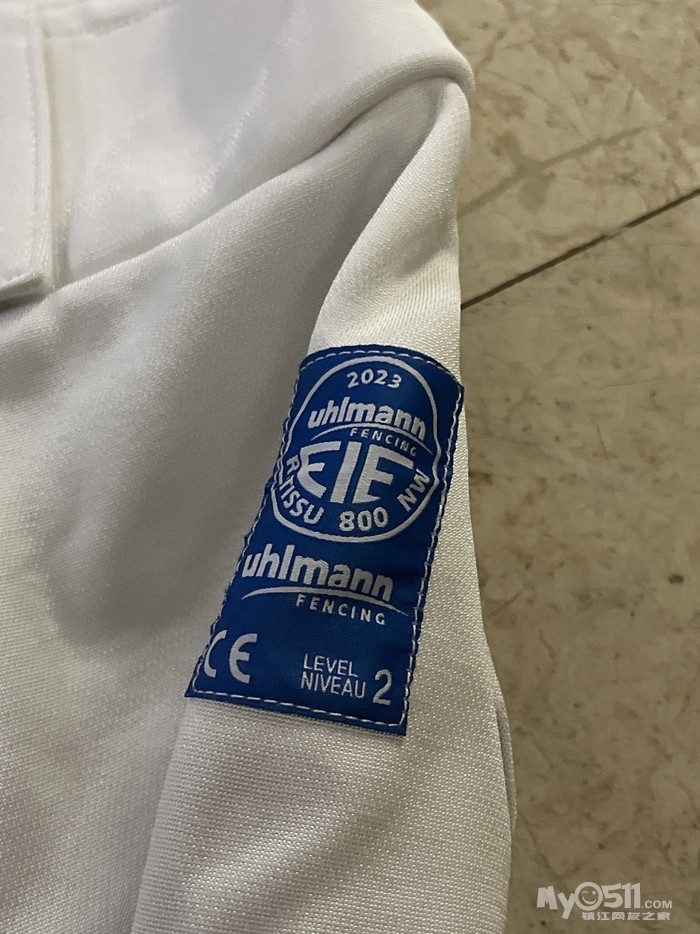 2023
uhlmann
FENCING
FIE
R.TISSU 800 NW
uhlmann
FENCING
CE LEVEL
NIVEAU 2
My0511.COM
镇江网友之家